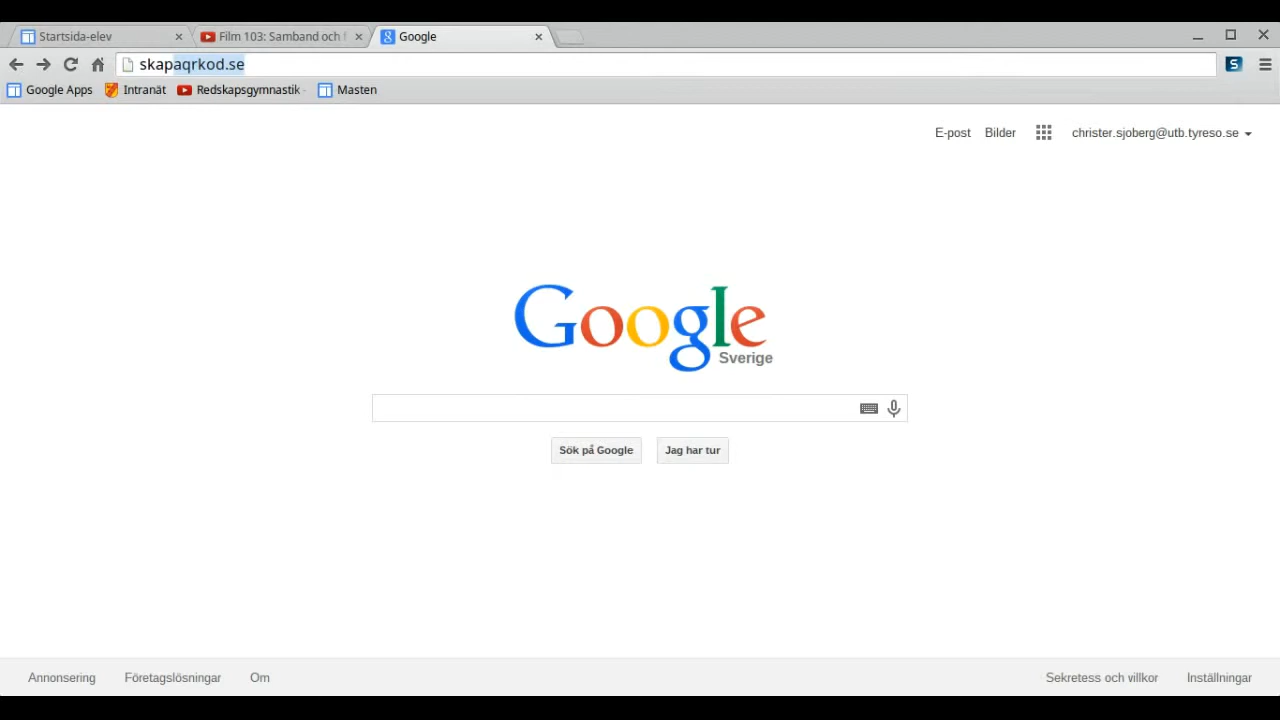 Startsida-elev
Film 103: Samband och f
Google
skapaqrkod.se
Google Apps
Intranät
Redskapsgymnastik
Masten
E-post
Bilder
christer.sjoberg@utb.tyreso.se
Google
Sverige
Sök på Google
Jag har tur
Annonsering
Företagslösningar
Om
Sekretess och villkor
Inställningar